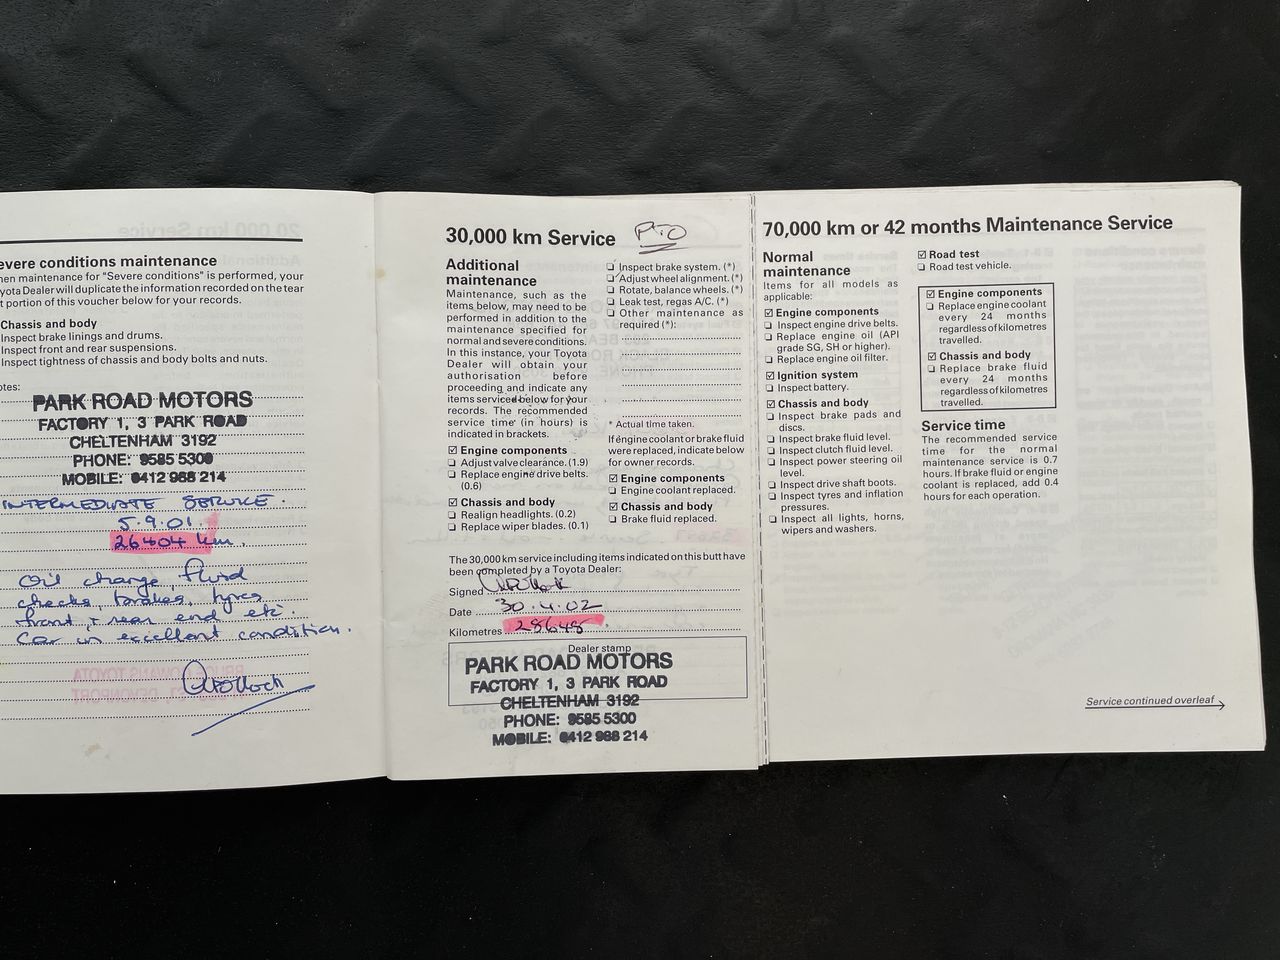 evere conditions maintenance
hen maintenance for "Severe conditions" is performed, your
oyota Dealer will duplicate the information recorded on the tear
t portion of this voucher below for your records.
Chassis and body
Inspect brake linings and drums.
Inspect front and rear suspensions.
Inspect tightness of chassis and body bolts and nuts.
otes:
PARK ROAD MOTORS
FACTORY 1, 3 PARK ROAD
CHELTENHAM 3192
PHONE: 9585 5300
MOBILE: 0412 988 214
INTERMEDIATE SERVICE.
5.9.01
26404 km.
Oil change, fluid
checks, brakes, tyres
front & rear end etc.
Car in excellent condition.
30,000 km Service
PTO
Additional
maintenance
Maintenance, such as the
items below, may need to be
performed in addition to the
maintenance specified for
normal and severe conditions.
In this instance, your Toyota
Dealer will obtain your
authorisation before
proceeding and indicate any
items serviced below for your
records. The recommended
service time* (in hours) is
indicated in brackets.
☑ Engine components
❏ Adjust valve clearance. (1.9)
❏ Replace engine drive belts.
(0.6)
☑ Chassis and body
❏ Realign headlights. (0.2)
❏ Replace wiper blades. (0.1)
❏ Inspect brake system. (*)
❏ Adjust wheel alignment. (*)
❏ Rotate, balance wheels. (*)
❏ Leak test, regas A/C. (*)
❏ Other maintenance as
required (*):
* Actual time taken.
If engine coolant or brake fluid
were replaced, indicate below
for owner records.
☑ Engine components
❏ Engine coolant replaced.
☑ Chassis and body
❏ Brake fluid replaced.
The 30,000 km service including items indicated on this butt have
been completed by a Toyota Dealer:
Signed
Date 30.4.02
Kilometres 28648
Dealer stamp
PARK ROAD MOTORS
FACTORY 1, 3 PARK ROAD
CHELTENHAM 3192
PHONE: 9585 5300
MOBILE: 0412 988 214
70,000 km or 42 months Maintenance Service
Normal
maintenance
Items for all models as
applicable:
☑ Engine components
❏ Inspect engine drive belts.
❏ Replace engine oil (API
grade SG, SH or higher).
❏ Replace engine oil filter.
☑ Ignition system
❏ Inspect battery.
☑ Chassis and body
❏ Inspect brake pads and
discs.
❏ Inspect brake fluid level.
❏ Inspect clutch fluid level.
❏ Inspect power steering oil
level.
❏ Inspect drive shaft boots.
❏ Inspect tyres and inflation
pressures.
❏ Inspect all lights, horns,
wipers and washers.
☑ Road test
❏ Road test vehicle.
☑ Engine components
❏ Replace engine coolant
every 24 months
regardless of kilometres
travelled.
☑ Chassis and body
❏ Replace brake fluid
every 24 months
regardless of kilometres
travelled.
Service time
The recommended service
time for the normal
maintenance service is 0.7
hours. If brake fluid or engine
coolant is replaced, add 0.4
hours for each operation.
Service continued overleaf